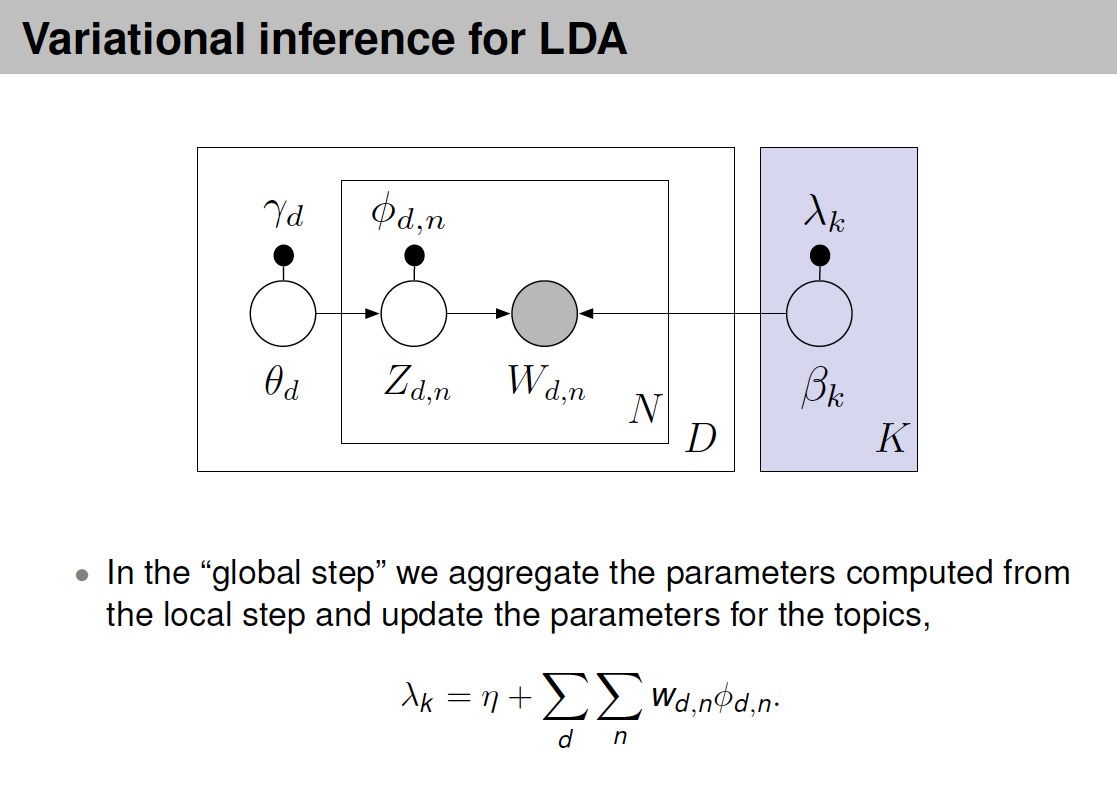 Variational inference for LDA
γd ϕd,n λk
θd Zd,n Wd,n βk
N D K
• In the “global step” we aggregate the parameters computed from
the local step and update the parameters for the topics,
λk = η + ∑d ∑n wd,nϕd,n.